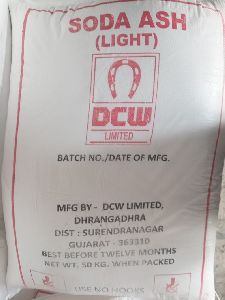 SODA ASH
(LIGHT)
DCW
LIMITED
BATCH NO./DATE OF MFG.
MFG BY - DCW LIMITED,
DHRANGADHRA
DIST : SURENDRANAGAR
GUJARAT - 363310
BEST BEFORE TWELVE MONTHS
NET WT. 50 KG. WHEN PACKED
USE NO HOOKS